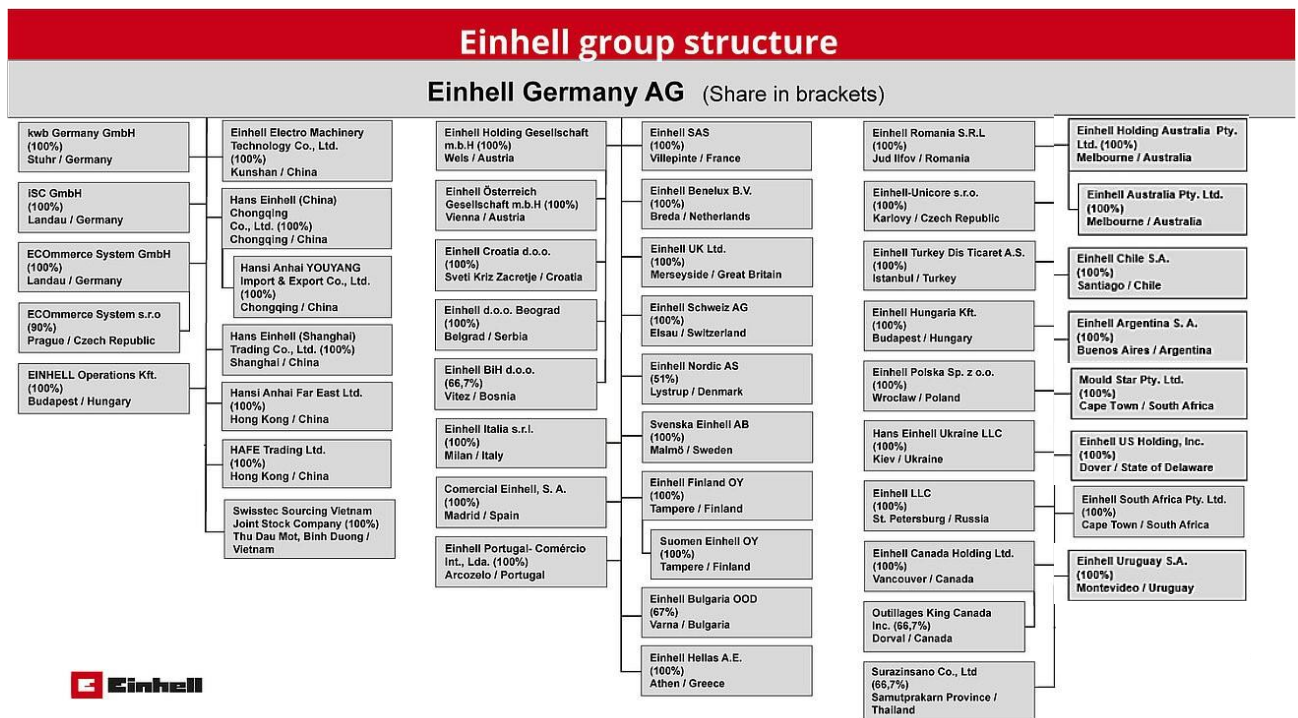 Einhell group structure
Einhell Germany AG (Share in brackets)
kwb Germany GmbH
(100%)
Stuhr / Germany
iSC GmbH
(100%)
Landau / Germany
ECOmmerce System GmbH
(100%)
Landau / Germany
ECOmmerce System s.r.o
(90%)
Prague / Czech Republic
EINHELL Operations Kft.
(100%)
Budapest / Hungary
Einhell Electro Machinery
Technology Co., Ltd.
(100%)
Kunshan / China
Hans Einhell (China)
Chongqing
Co., Ltd. (100%)
Chongqing / China
Hansi Anhai YOUYANG
Import & Export Co., Ltd.
(100%)
Chongqing / China
Hans Einhell (Shanghai)
Trading Co., Ltd. (100%)
Shanghai / China
Hansi Anhai Far East Ltd.
(100%)
Hong Kong / China
HAFE Trading Ltd.
(100%)
Hong Kong / China
Swisstec Sourcing Vietnam
Joint Stock Company (100%)
Thu Dau Mot, Binh Duong /
Vietnam
Einhell Holding Gesellschaft
m.b.H (100%)
Wels / Austria
Einhell Österreich
Gesellschaft m.b.H (100%)
Vienna / Austria
Einhell Croatia d.o.o.
(100%)
Sveti Kriz Zacretje / Croatia
Einhell d.o.o. Beograd
(100%)
Belgrad / Serbia
Einhell BiH d.o.o.
(66,7%)
Vitez / Bosnia
Einhell Italia s.r.l.
(100%)
Milan / Italy
Comercial Einhell, S. A.
(100%)
Madrid / Spain
Einhell Portugal- Comércio
Int., Lda. (100%)
Arcozelo / Portugal
Einhell SAS
(100%)
Villepinte / France
Einhell Benelux B.V.
(100%)
Breda / Netherlands
Einhell UK Ltd.
(100%)
Merseyside / Great Britain
Einhell Schweiz AG
(100%)
Elsau / Switzerland
Einhell Nordic AS
(51%)
Lystrup / Denmark
Svenska Einhell AB
(100%)
Malmö / Sweden
Einhell Finland OY
(100%)
Tampere / Finland
Suomen Einhell OY
(100%)
Tampere / Finland
Einhell Bulgaria OOD
(67%)
Varna / Bulgaria
Einhell Hellas A.E.
(100%)
Athen / Greece
Einhell Romania S.R.L
(100%)
Jud Ilfov / Romania
Einhell-Unicore s.r.o.
(100%)
Karlovy / Czech Republic
Einhell Turkey Dis Ticaret A.S.
(100%)
Istanbul / Turkey
Einhell Hungaria Kft.
(100%)
Budapest / Hungary
Einhell Polska Sp. z o.o.
(100%)
Wroclaw / Poland
Hans Einhell Ukraine LLC
(100%)
Kiev / Ukraine
Einhell LLC
(100%)
St. Petersburg / Russia
Einhell Canada Holding Ltd.
(100%)
Vancouver / Canada
Outillages King Canada
Inc. (66,7%)
Dorval / Canada
Surazinsano Co., Ltd
(66,7%)
Samutprakarn Province /
Thailand
Einhell Holding Australia Pty.
Ltd. (100%)
Melbourne / Australia
Einhell Australia Pty. Ltd.
(100%)
Melbourne / Australia
Einhell Chile S.A.
(100%)
Santiago / Chile
Einhell Argentina S. A.
(100%)
Buenos Aires / Argentina
Mould Star Pty. Ltd.
(100%)
Cape Town / South Africa
Einhell US Holding, Inc.
(100%)
Dover / State of Delaware
Einhell South Africa Pty. Ltd.
(100%)
Cape Town / South Africa
Einhell Uruguay S.A.
(100%)
Montevideo / Uruguay
Einhell